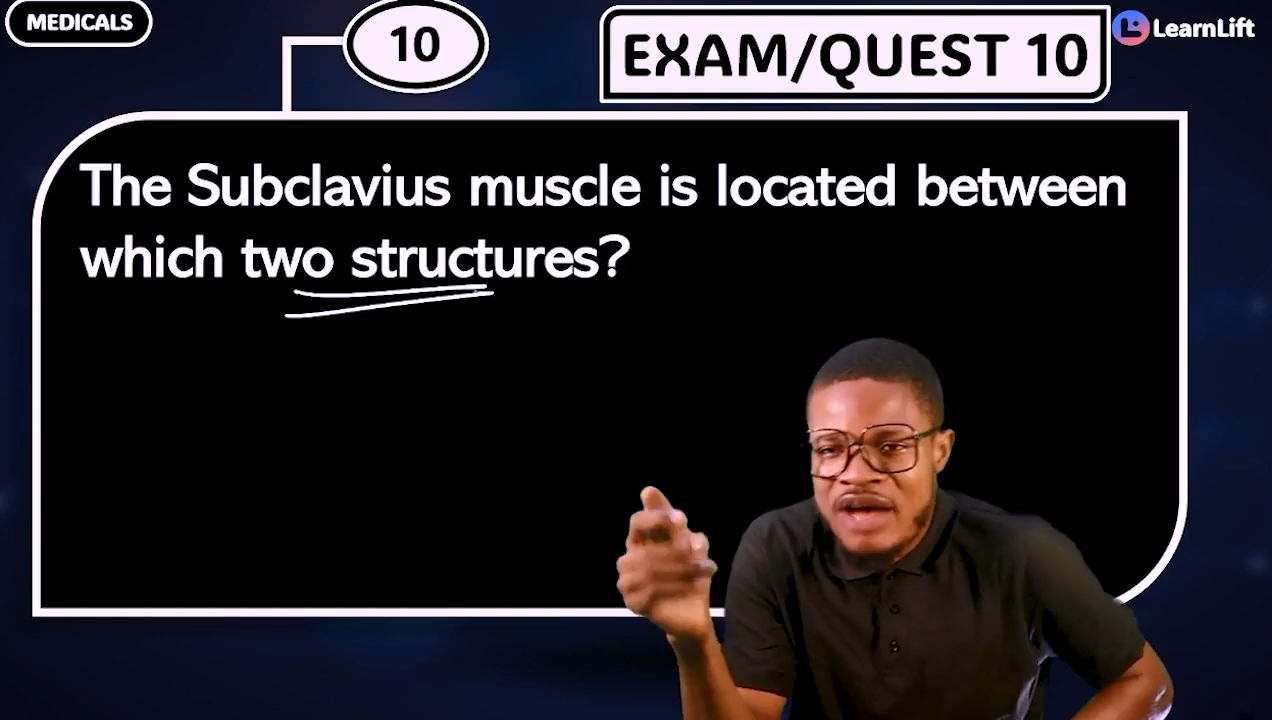 MEDICALS
10
EXAM/QUEST 10
LearnLift
The Subclavius muscle is located between
which two structures?